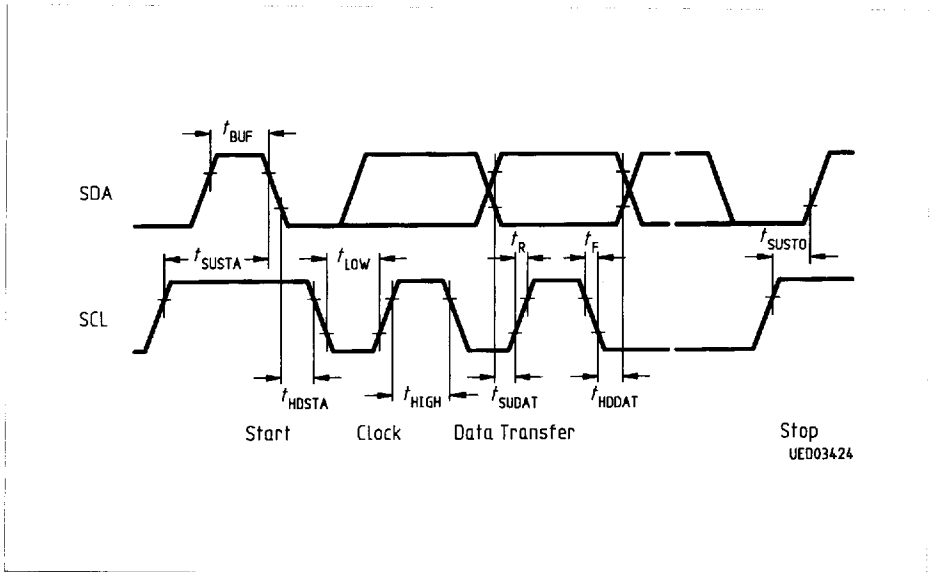 tBUF
SDA
tSUSTA
tLOW
tR
tF
tSUSTO
SCL
tHDSTA
tHIGH
tSUDAT
tHDDAT
Start
Clock
Data Transfer
Stop
UED03424